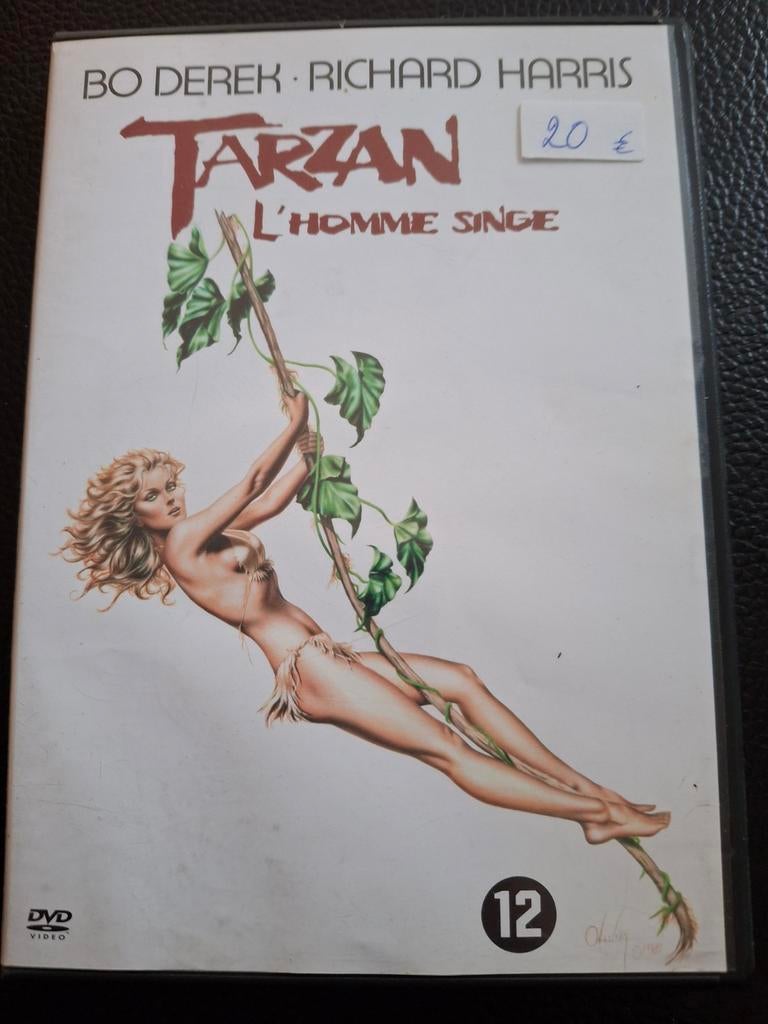 BO DEREK · RICHARD HARRIS
TARZAN
20 €
L'HOMME SINGE
DVD
VIDEO
12